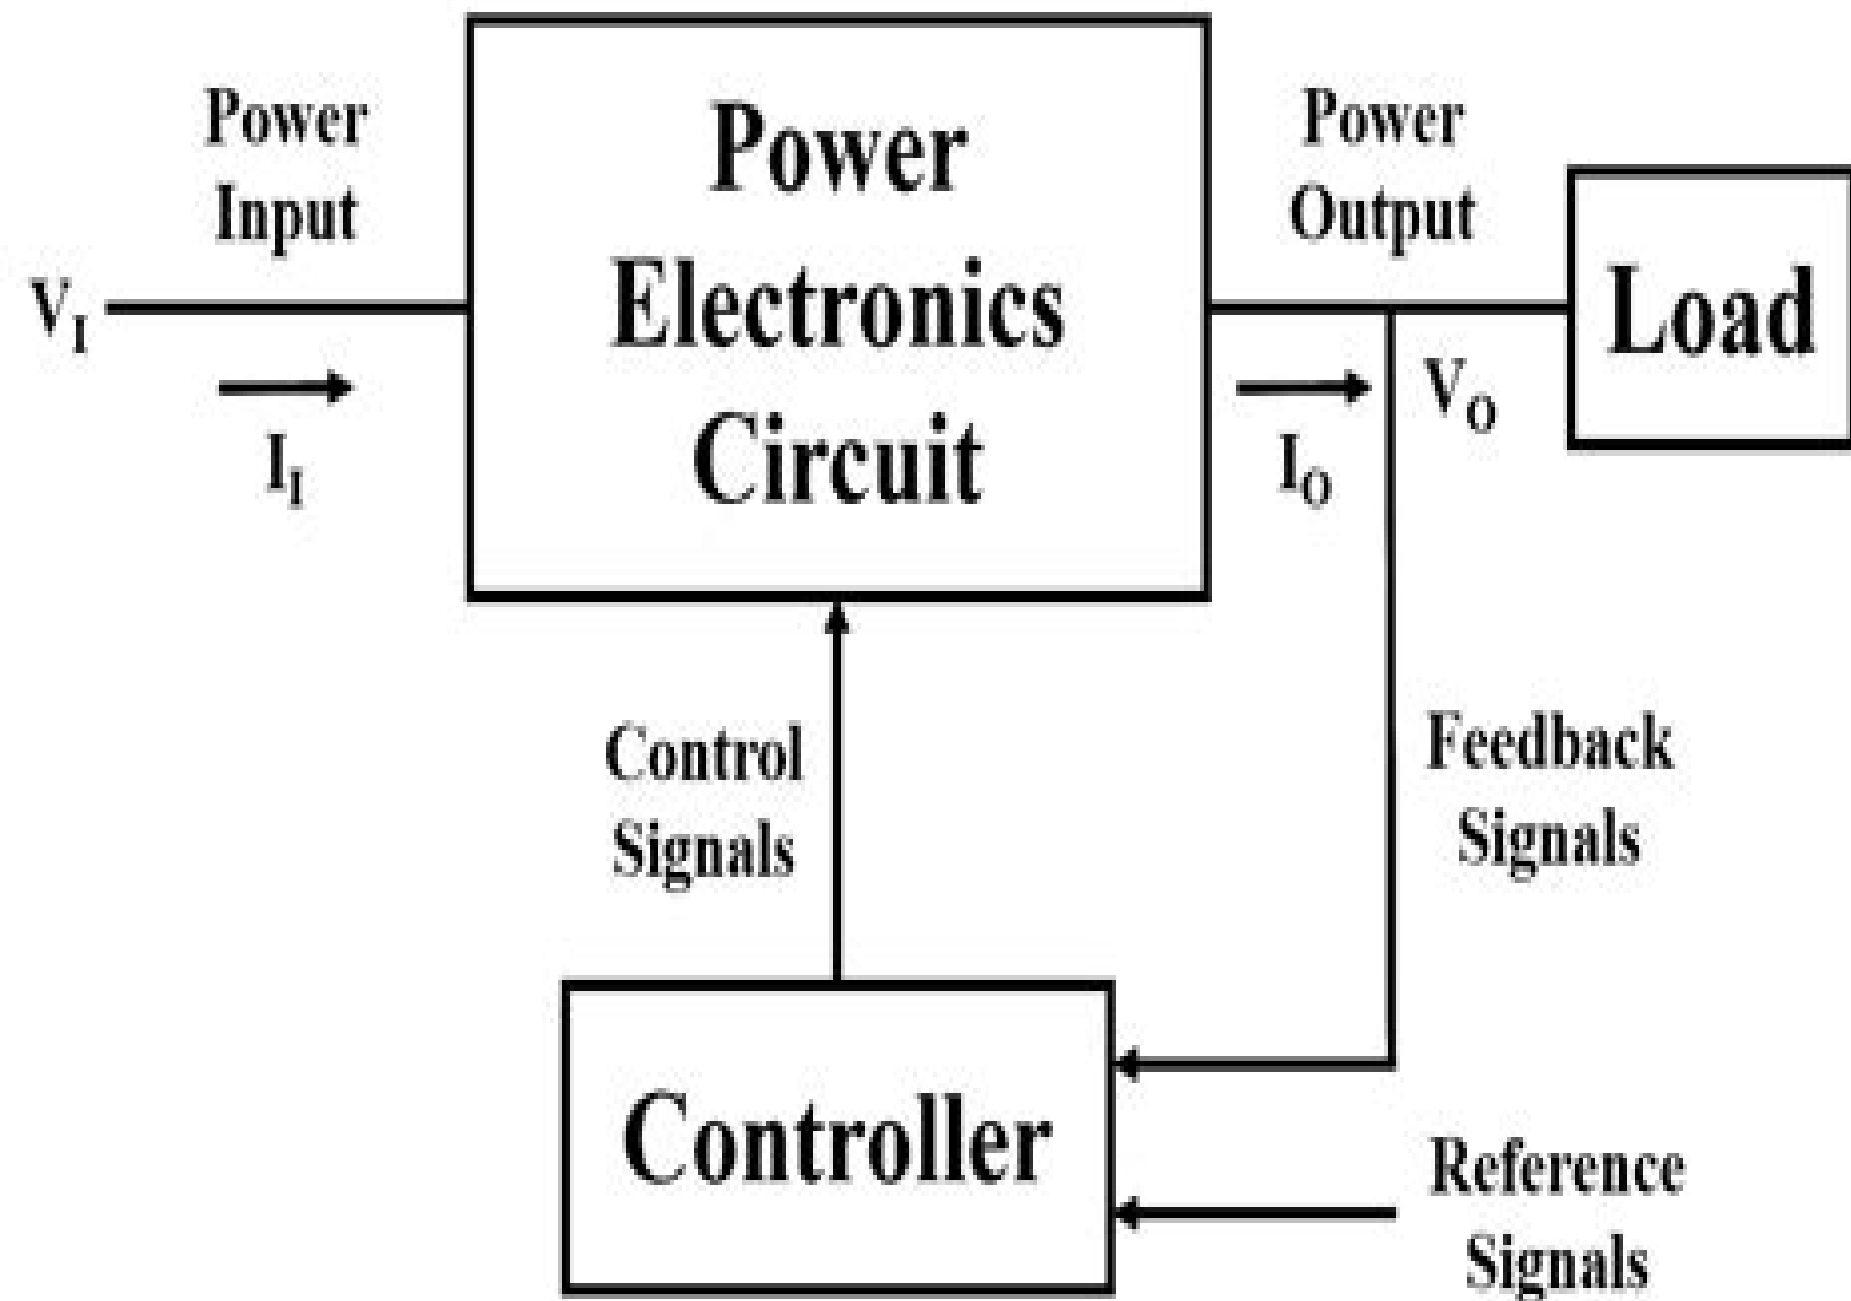 Power
Input
V_I
I_I
Power
Electronics
Circuit
Power
Output
I_O
V_O
Load
Control
Signals
Feedback
Signals
Controller
Reference
Signals